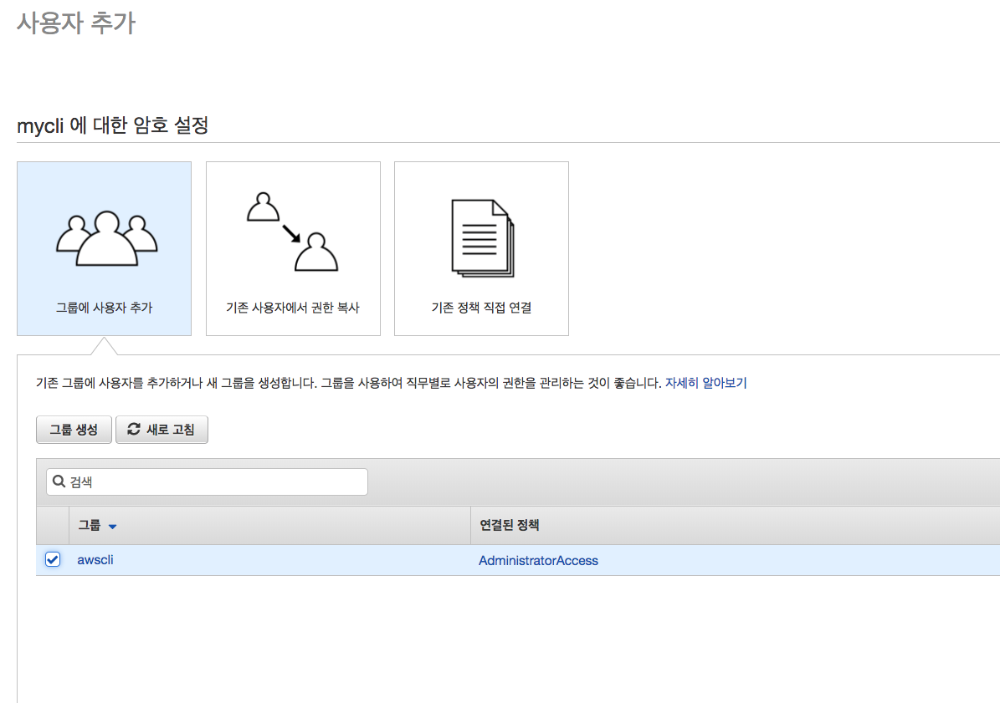 사용자 추가
mycli 에 대한 암호 설정
그룹에 사용자 추가
기존 사용자에서 권한 복사
기존 정책 직접 연결
기존 그룹에 사용자를 추가하거나 새 그룹을 생성합니다. 그룹을 사용하여 직무별로 사용자의 권한을 관리하는 것이 좋습니다. 자세히 알아보기
그룹 생성 새로 고침
검색
그룹 연결된 정책
awscli AdministratorAccess